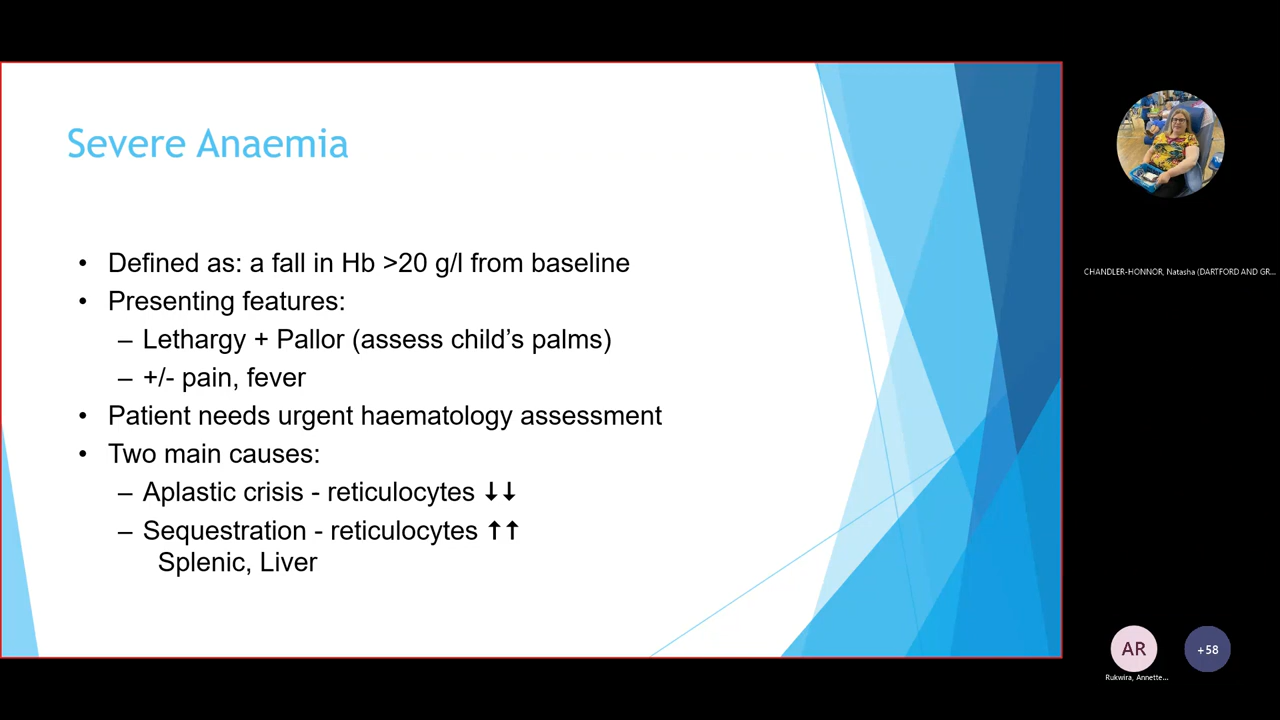 Severe Anaemia
• Defined as: a fall in Hb >20 g/l from baseline
• Presenting features:
– Lethargy + Pallor (assess child’s palms)
– +/- pain, fever
• Patient needs urgent haematology assessment
• Two main causes:
– Aplastic crisis - reticulocytes ↓↓
– Sequestration - reticulocytes ↑↑
Splenic, Liver
CHANDLER-HONNOR, Natasha (DARTFORD AND GR...
AR
+58
Rukwira, Annette...